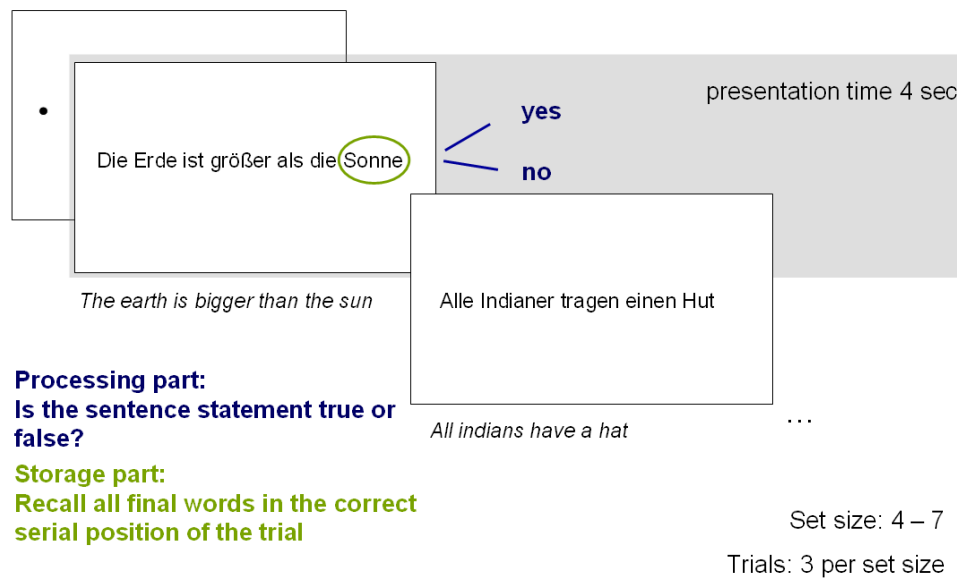 presentation time 4 sec
yes
Die Erde ist größer als die Sonne
no
The earth is bigger than the sun
Alle Indianer tragen einen Hut
Processing part:
Is the sentence statement true or
false?
All indians have a hat
...
Storage part:
Recall all final words in the correct
serial position of the trial
Set size: 4 – 7
Trials: 3 per set size